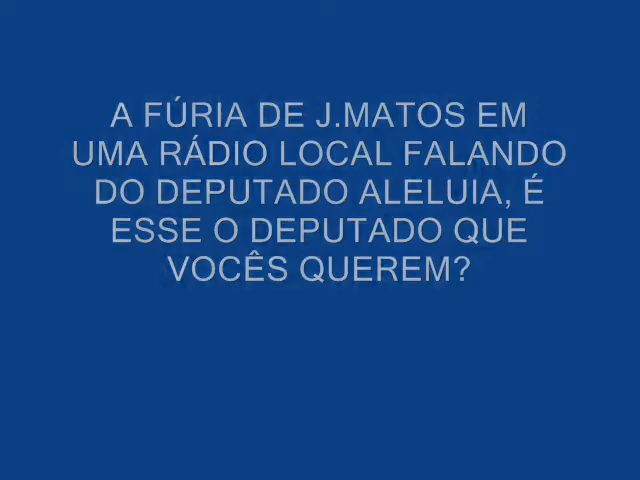 A FÚRIA DE J.MATOS EM
UMA RÁDIO LOCAL FALANDO
DO DEPUTADO ALELUIA, É
ESSE O DEPUTADO QUE
VOCÊS QUEREM?